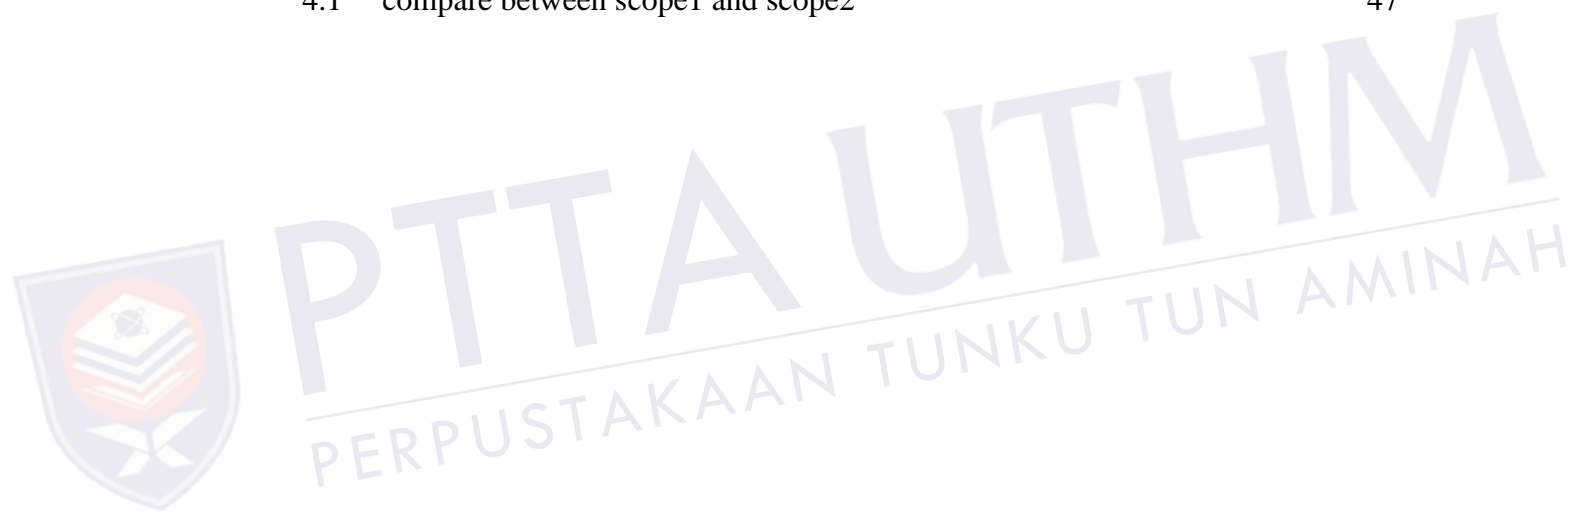 4.1 compare between scope1 and scope2 47
PTTA UTHM
PERPUSTAKAAN TUNKU TUN AMINAH